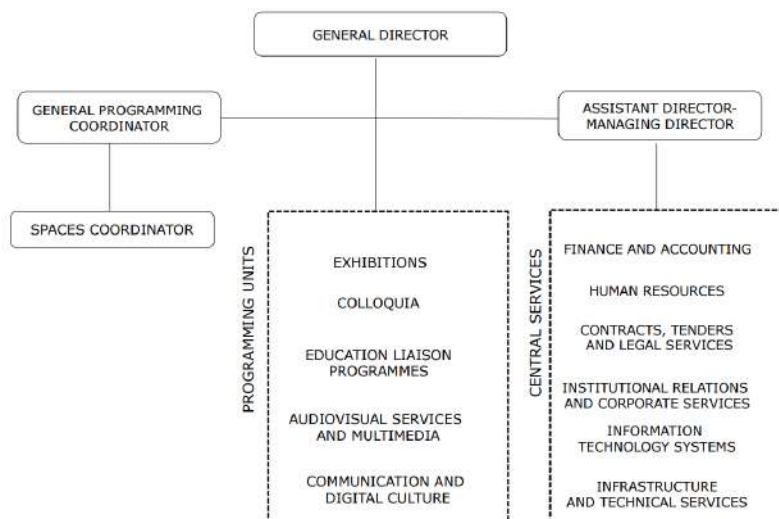 GENERAL DIRECTOR
GENERAL PROGRAMMING
COORDINATOR
ASSISTANT DIRECTOR-
MANAGING DIRECTOR
SPACES COORDINATOR
PROGRAMMING UNITS
EXHIBITIONS
COLLOQUIA
EDUCATION LIAISON
PROGRAMMES
AUDIOVISUAL SERVICES
AND MULTIMEDIA
COMMUNICATION AND
DIGITAL CULTURE
CENTRAL SERVICES
FINANCE AND ACCOUNTING
HUMAN RESOURCES
CONTRACTS, TENDERS
AND LEGAL SERVICES
INSTITUTIONAL RELATIONS
AND CORPORATE SERVICES
INFORMATION
TECHNOLOGY SYSTEMS
INFRASTRUCTURE
AND TECHNICAL SERVICES